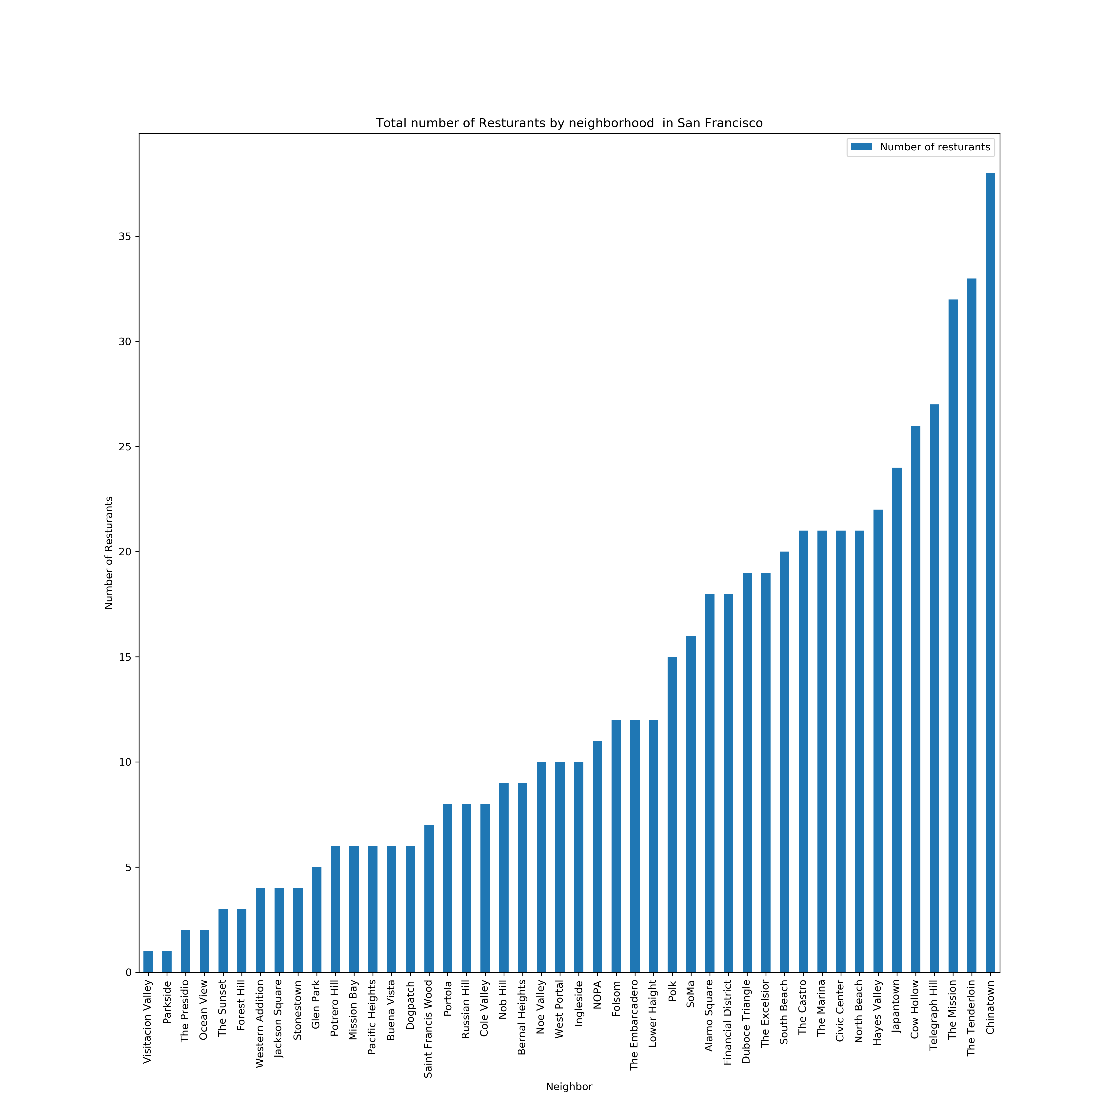 Total number of Resturants by neighborhood  in San Francisco
Number of resturants
35
30
25
20
15
10
5
0
Number of Resturants
Visitacion Valley
Parkside
The Presidio
Ocean View
The Sunset
Forest Hill
Western Addition
Jackson Square
Stonestown
Glen Park
Potrero Hill
Mission Bay
Pacific Heights
Buena Vista
Dogpatch
Saint Francis Wood
Portola
Russian Hill
Cole Valley
Nob Hill
Bernal Heights
Noe Valley
West Portal
Ingleside
NOPA
Folsom
The Embarcadero
Lower Haight
Polk
SoMa
Alamo Square
Financial District
Duboce Triangle
The Excelsior
South Beach
The Castro
The Marina
Civic Center
North Beach
Hayes Valley
Japantown
Cow Hollow
Telegraph Hill
The Mission
The Tenderloin
Chinatown
Neighbor